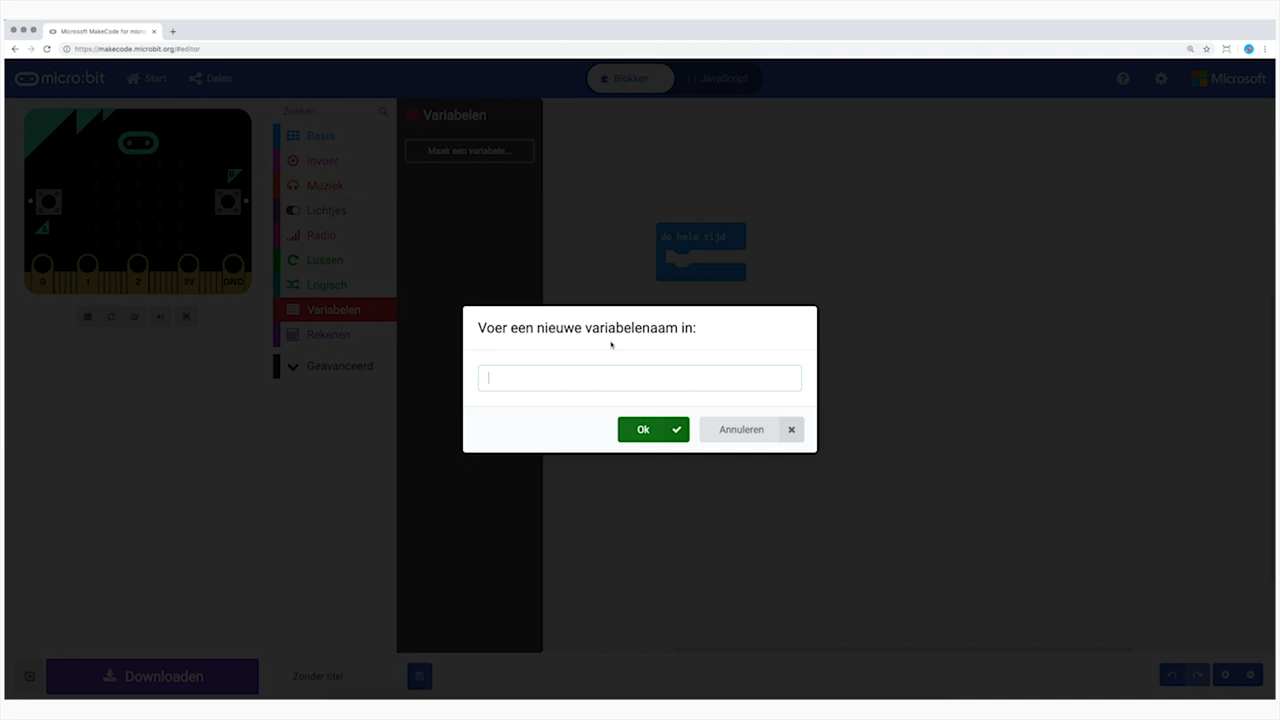 Microsoft MakeCode for micro
https://makecode.microbit.org/#editor
micro:bit
Start
Delen
Blokken
{ } JavaScript
Microsoft
Zoeken...
Basis
Invoer
Muziek
Lichtjes
Radio
Lussen
Logisch
Variabelen
Rekenen
Geavanceerd
Variabelen
Maak een variabele...
de hele tijd
B
A
0 1 2 3V GND
Voer een nieuwe variabelenaam in:
Ok
Annuleren
Downloaden
Zonder titel